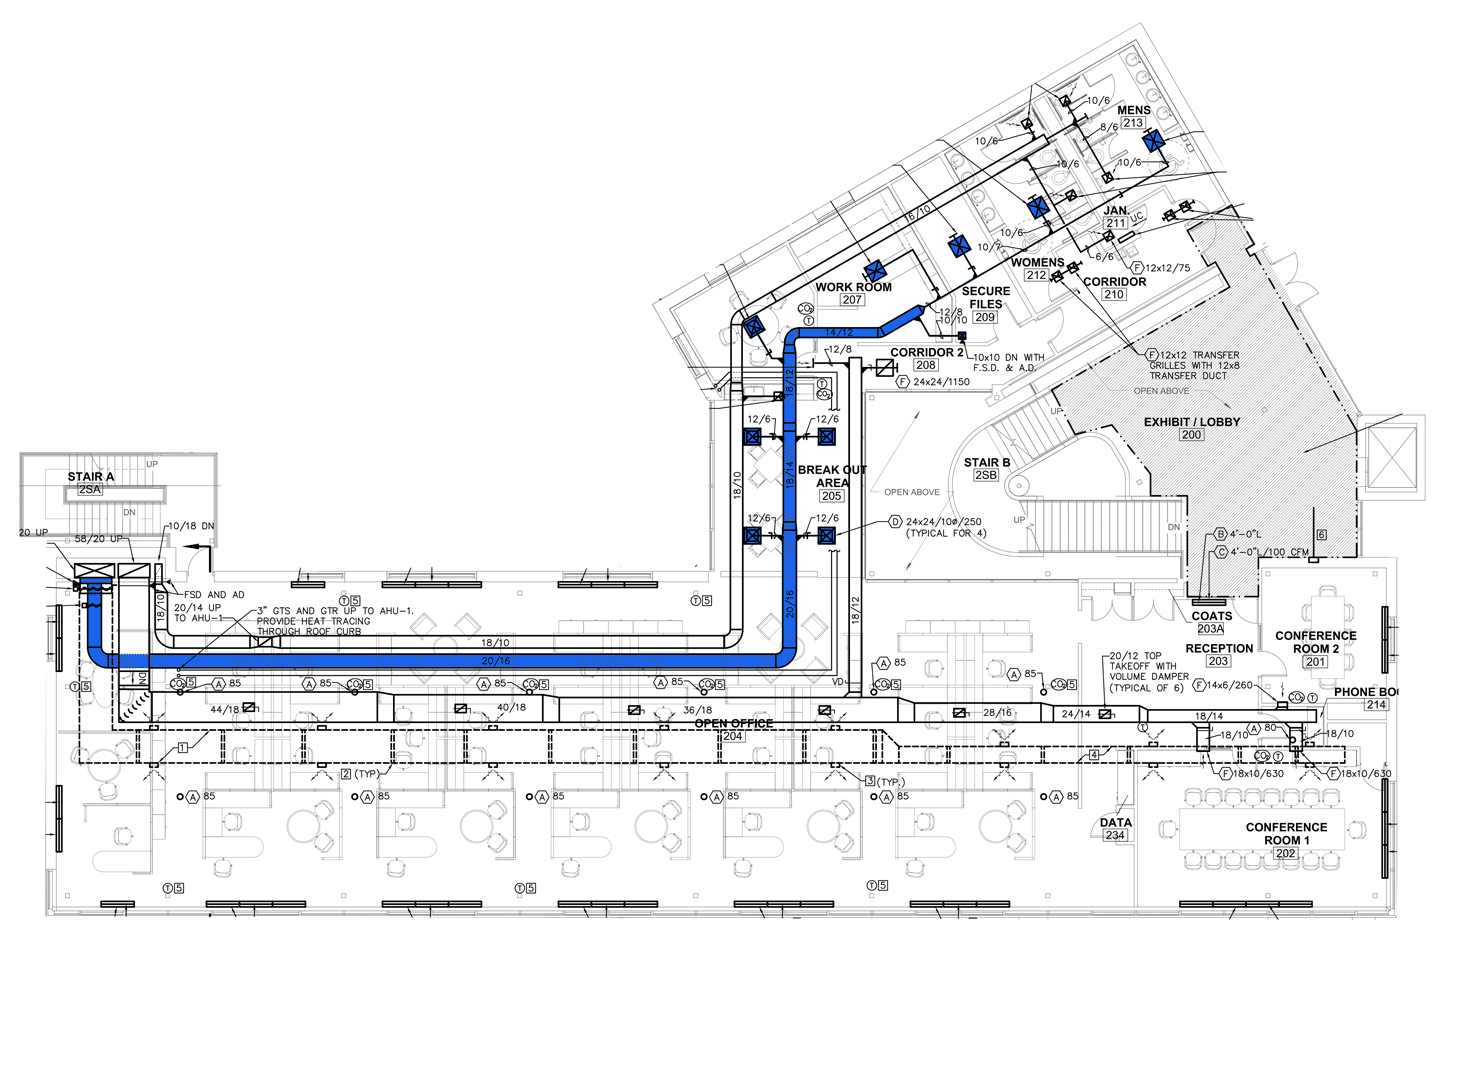 MENS
213
10/6
8/6
10/6
10/6
10/6
JAN.
211
UC
6/10
10/6
10/7
6/6
F 12x12/75
WOMENS
212
CORRIDOR
210
WORK ROOM
207
SECURE
FILES
209
CO2
T
12/8
10/10
14/12
12/8
CORRIDOR 2
208
10x10 DN WITH
F.S.D. & A.D.
F 12x12 TRANSFER
GRILLES WITH 12x8
TRANSFER DUCT
F 24x24/1150
T
CO2
18/12
OPEN ABOVE
UP
EXHIBIT / LOBBY
200
12/6
12/6
STAIR B
2SB
BREAK OUT
AREA
205
18/10
18/14
OPEN ABOVE
STAIR A
2SA
UP
DN
12/6
12/6
D 24x24/10ø/250
(TYPICAL FOR 4)
UP
DN
B 4'-0"L
C 4'-0"L/100 CFM
6
20 UP
58/20 UP
10/18 DN
FSD AND AD
20/14 UP
TO AHU-1
3" GTS AND GTR UP TO AHU-1.
PROVIDE HEAT TRACING
THROUGH ROOF CURB
T 5
T 5
18/10
18/10
20/16
20/16
18/12
COATS
203A
RECEPTION
203
CONFERENCE
ROOM 2
201
20/12 TOP
TAKEOFF WITH
VOLUME DAMPER
(TYPICAL OF 6)
F 14x6/260
CO2 T
PHONE BO
214
T 5
DN
CO2 5
A 85
A 85
CO2 5
A 85
CO2 5
A 85
VD
A 85
CO2 5
A 85
CO2 5
44/18
40/18
36/18
28/16
24/14
18/14
OPEN OFFICE
204
T
18/10
A 80
18/10
1
2 (TYP)
3 (TYP.)
4
CO2 T
F 18x10/630
F 18x10/630
A 85
A 85
A 85
A 85
A 85
A 85
DATA
234
CONFERENCE
ROOM 1
202
T 5
T 5
T 5